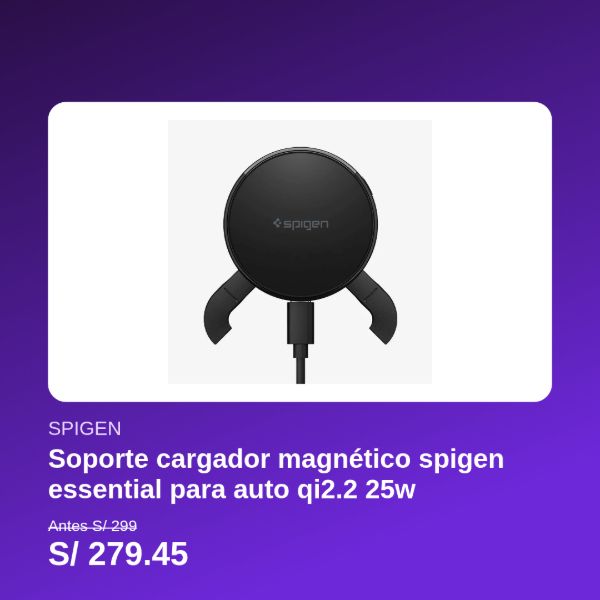 spigen
SPIGEN
Soporte cargador magnético spigen
essential para auto qi2.2 25w
Antes S/ 299
S/ 279.45